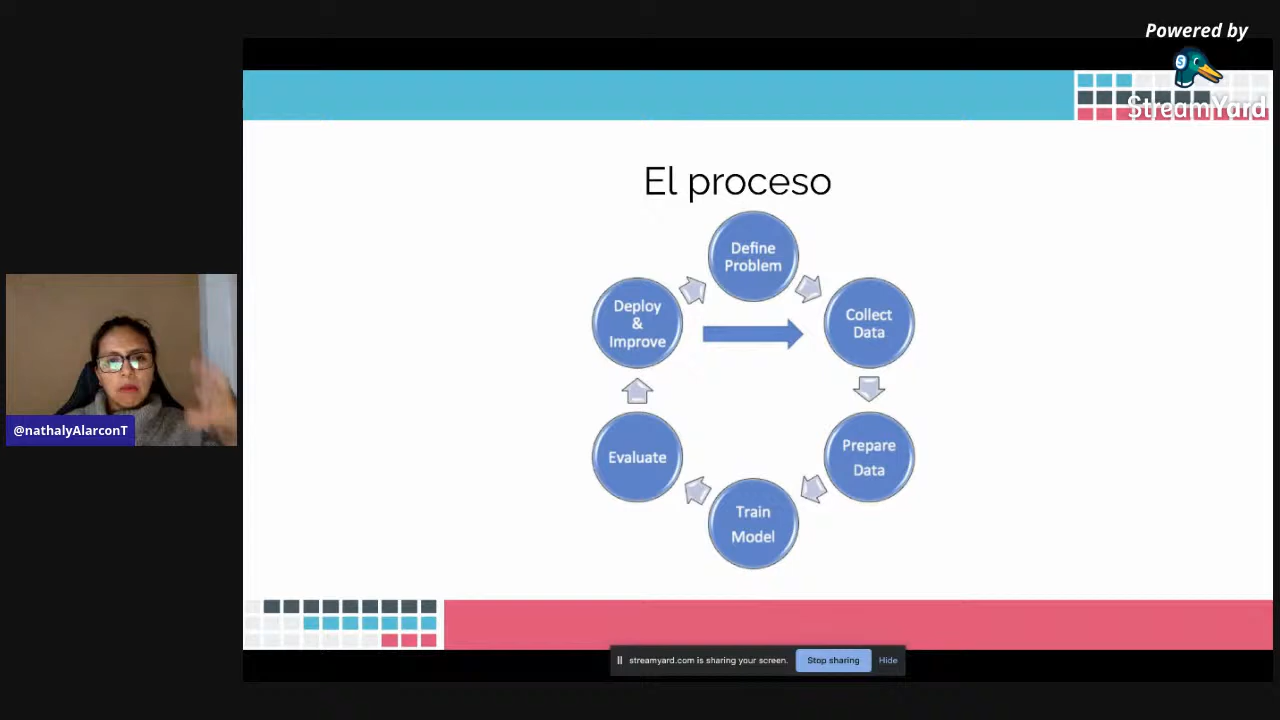 Powered by
StreamYard
El proceso
Define
Problem
Collect
Data
Prepare
Data
Train
Model
Evaluate
Deploy
&
Improve
@nathalyAlarconT
streamyard.com is sharing your screen.
Stop sharing
Hide